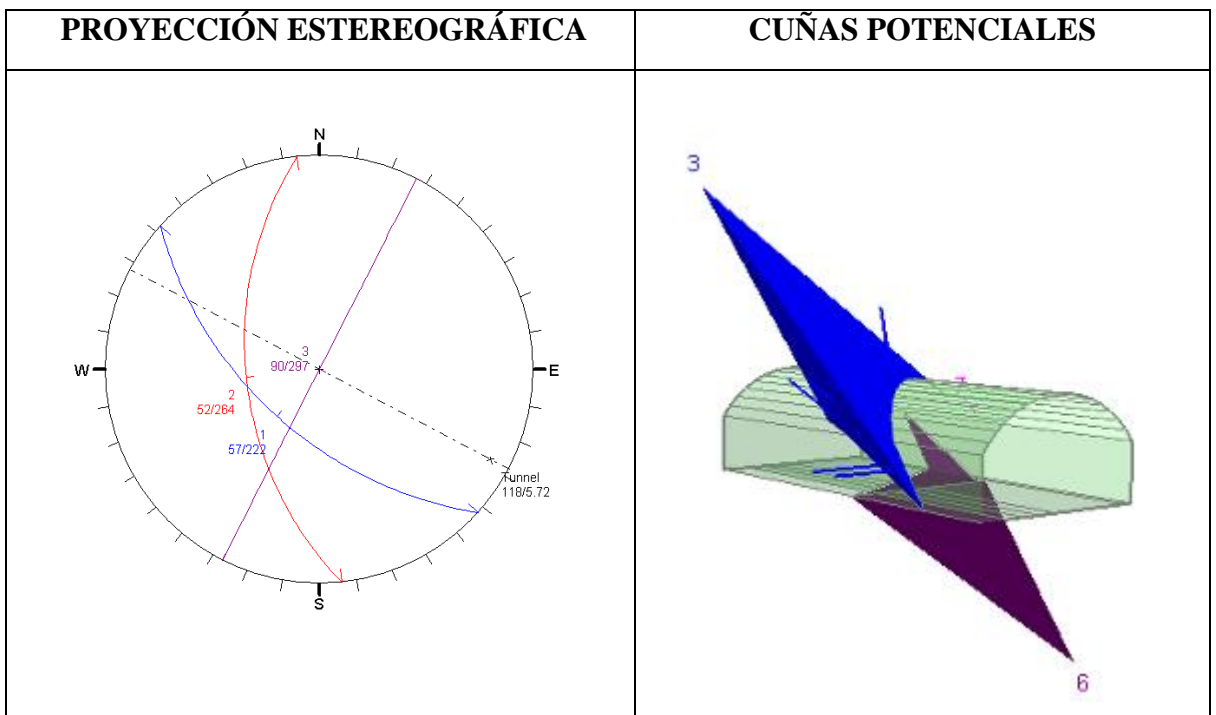 PROYECCIÓN ESTEREOGRÁFICA
CUÑAS POTENCIALES
N
W
E
S
3
90/297
2
52/264
1
57/222
Tunnel
118/5.72
3
6